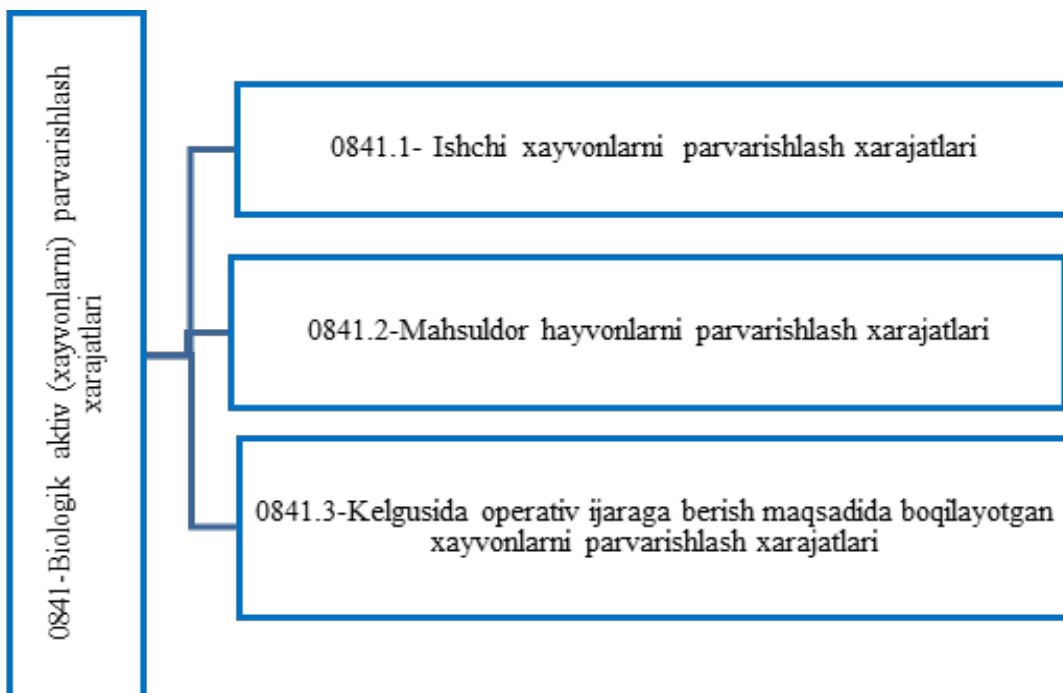 0841-Biologik aktiv (xayvonlarni) parvarishlash
xarajatlari
0841.1- Ishchi xayvonlarni parvarishlash xarajatlari
0841.2-Mahsuldor hayvonlarni parvarishlash xarajatlari
0841.3-Kelgusida operativ ijaraga berish maqsadida boqilayotgan
xayvonlarni parvarishlash xarajatlari